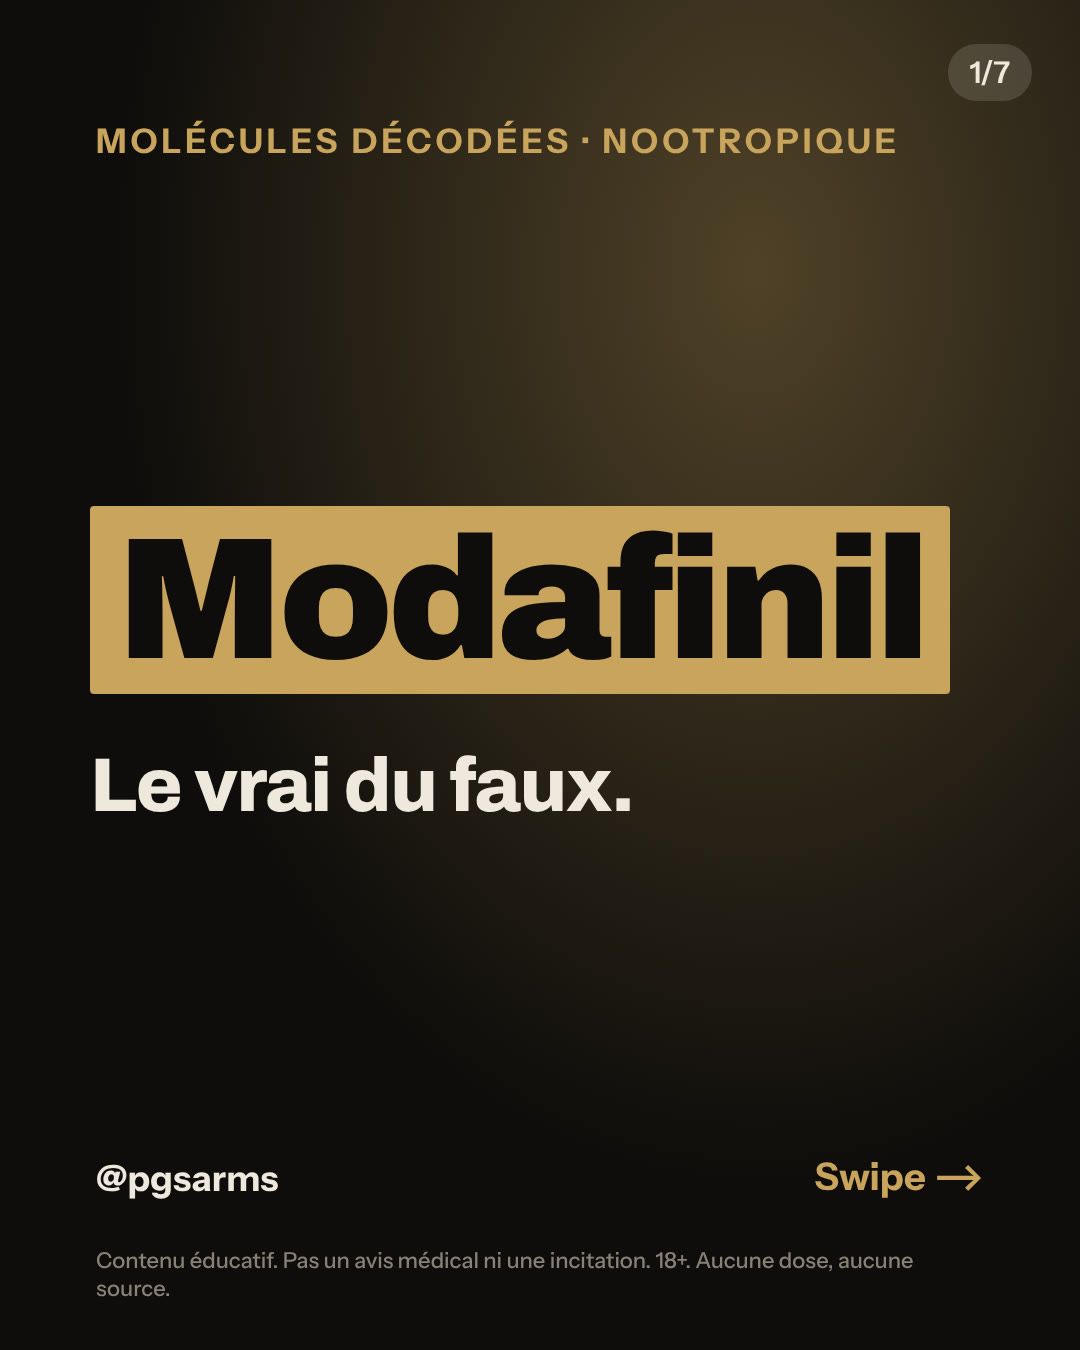 1/7
MOLÉCULES DÉCODÉES · NOOTROPIQUE
Modafinil
Le vrai du faux.
@pgsarms
Swipe →
Contenu éducatif. Pas un avis médical ni une incitation. 18+. Aucune dose, aucune
source.